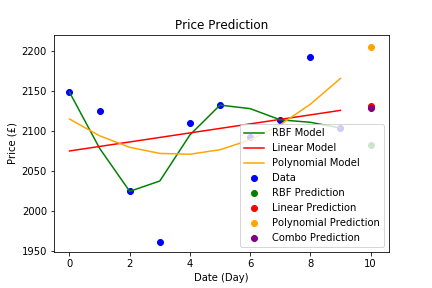 Price Prediction
Price (£)
2200
2150
2100
2050
2000
1950
0
2
4
6
8
10
Date (Day)
RBF Model
Linear Model
Polynomial Model
Data
RBF Prediction
Linear Prediction
Polynomial Prediction
Combo Prediction